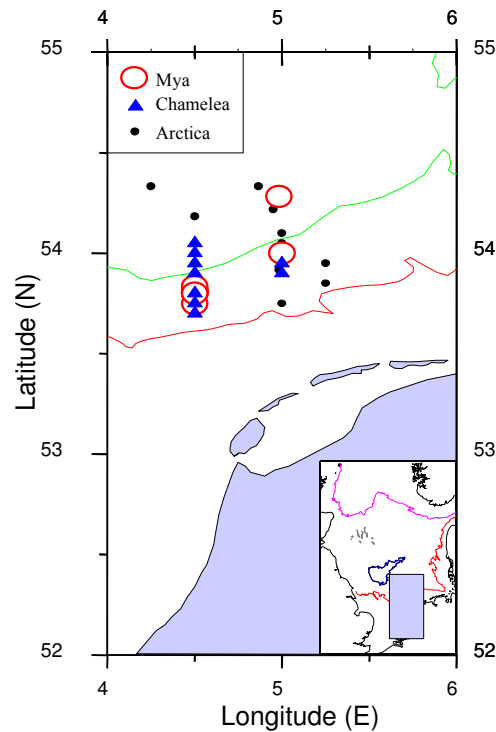 4 5 6
55 55
Mya
Chamelea
Arctica
54 54
Latitude (N)
53 53
52 52
4 5 6
Longitude (E)